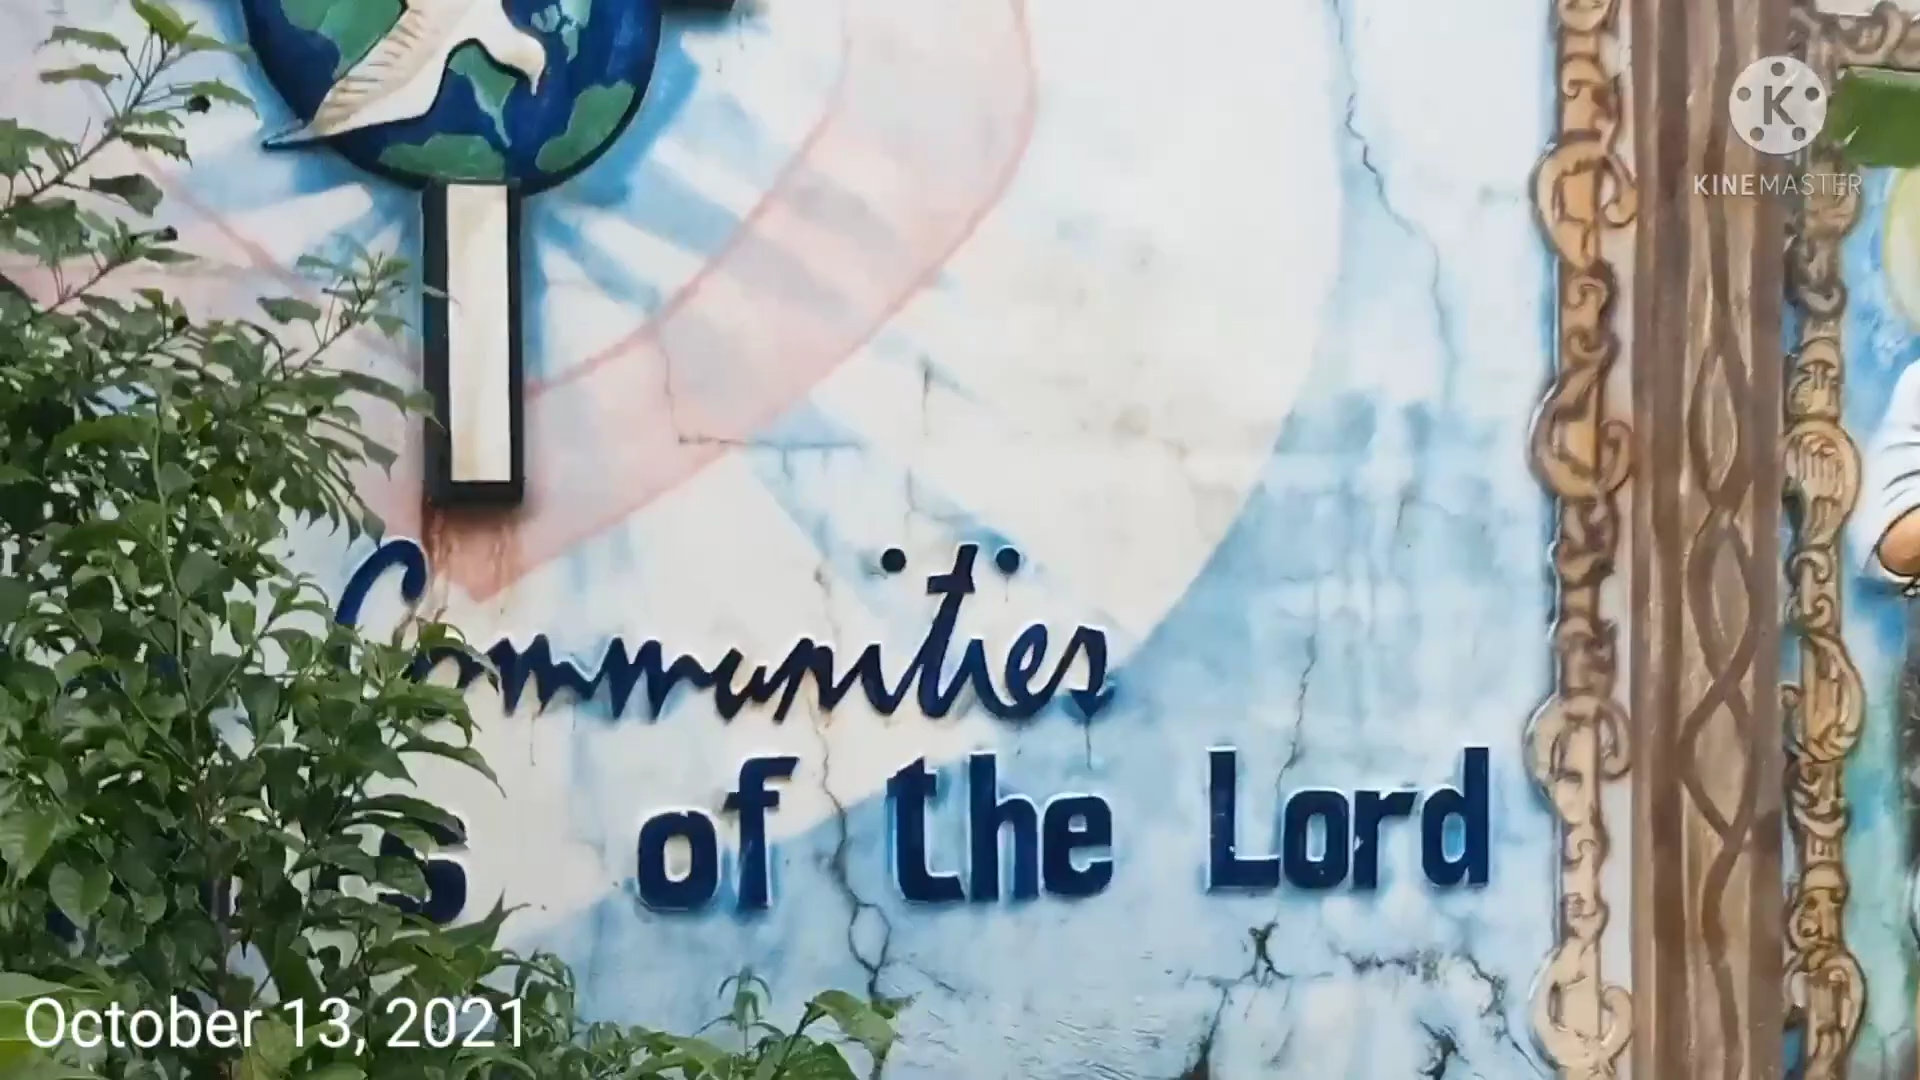 K
KINEMASTER
Communities
of the Lord
October 13, 2021